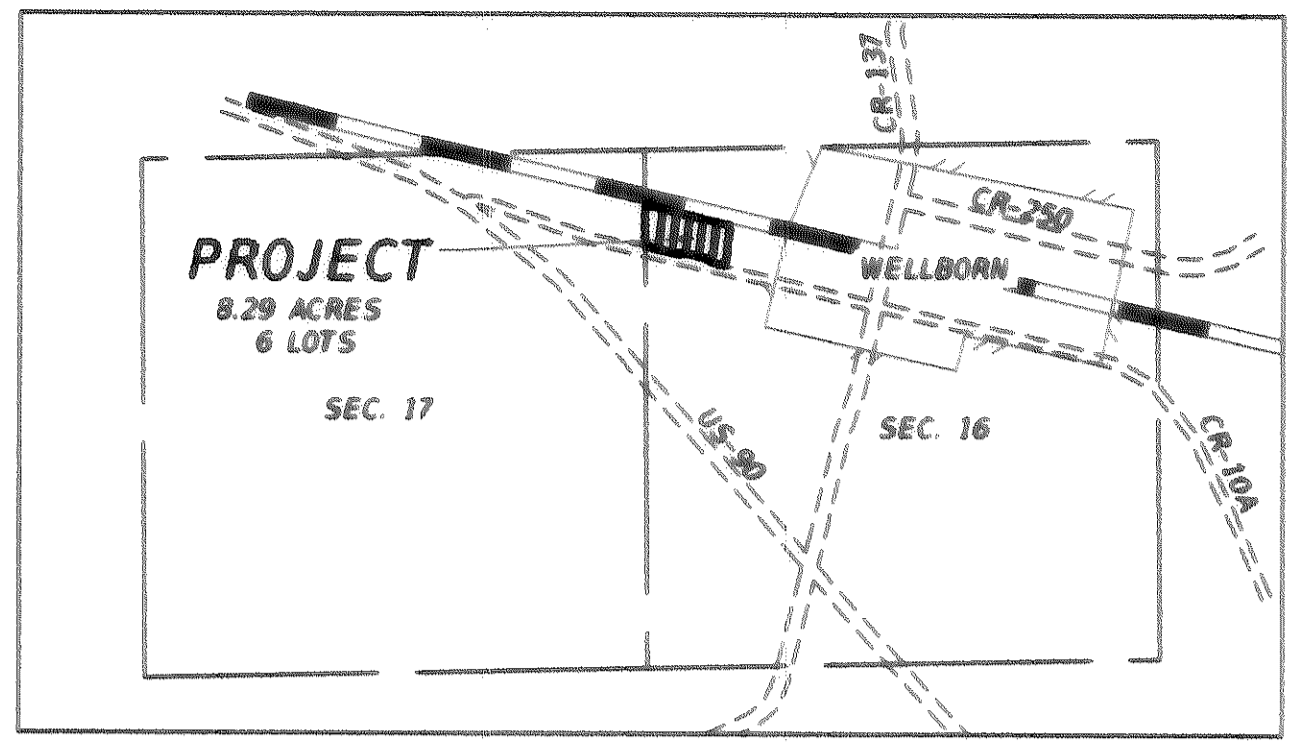 CR-137
CR-250
PROJECT
8.29 ACRES
6 LOTS
WELLBORN
SEC. 17
US-90
SEC. 16
CR-10A